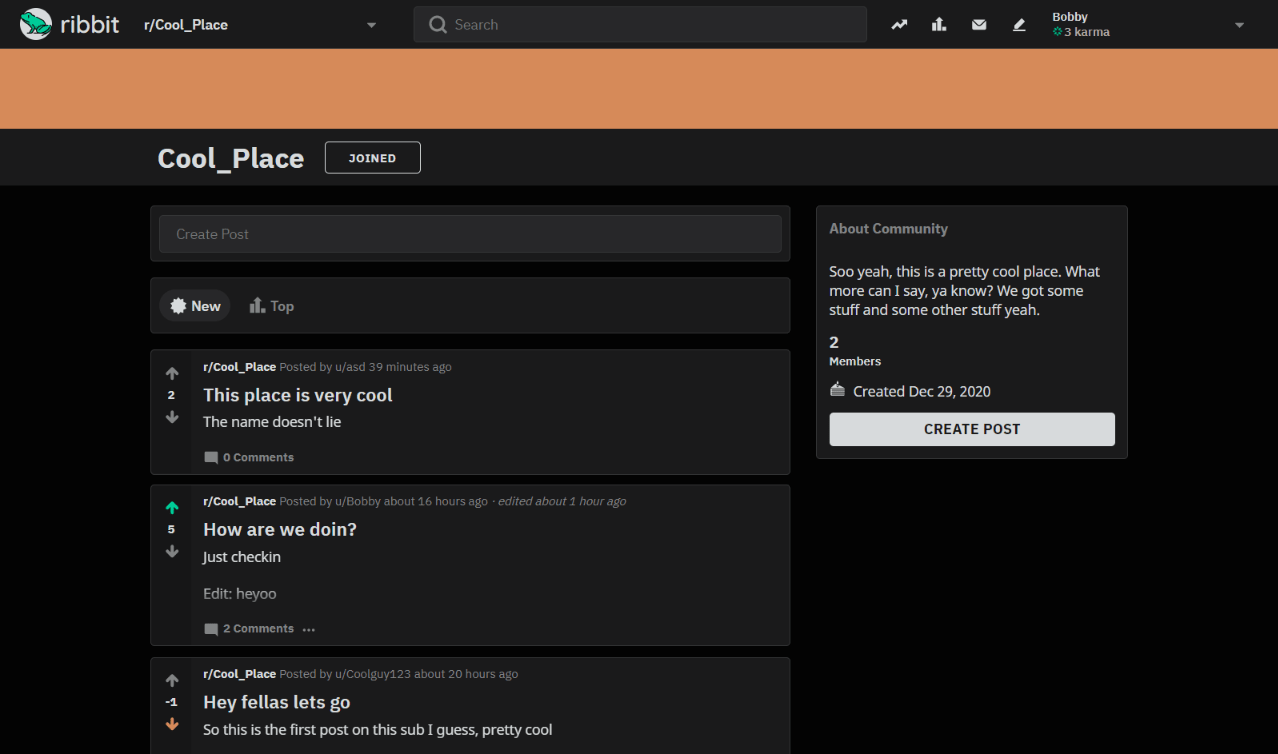 ribbit
r/Cool_Place
Search
Bobby
3 karma
Cool_Place
JOINED
Create Post
New
Top
r/Cool_Place Posted by u/asd 39 minutes ago
2
This place is very cool
The name doesn't lie
0 Comments
r/Cool_Place Posted by u/Bobby about 16 hours ago · edited about 1 hour ago
5
How are we doin?
Just checkin
Edit: heyoo
2 Comments ...
r/Cool_Place Posted by u/Coolguy123 about 20 hours ago
-1
Hey fellas lets go
So this is the first post on this sub I guess, pretty cool
About Community
Soo yeah, this is a pretty cool place. What
more can I say, ya know? We got some
stuff and some other stuff yeah.
2
Members
Created Dec 29, 2020
CREATE POST